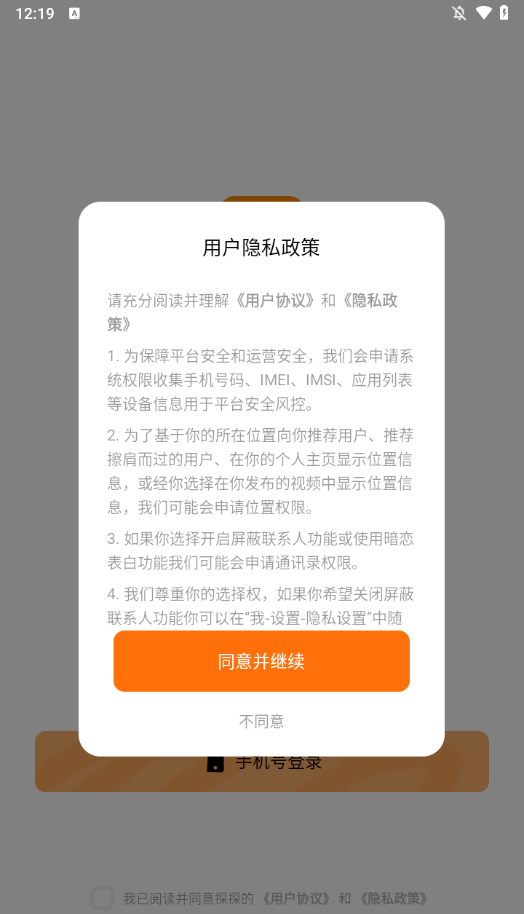 12:19
A
用户隐私政策
请充分阅读并理解《用户协议》和《隐私政
策》
1. 为保障平台安全和运营安全，我们会申请系
统权限收集手机号码、IMEI、IMSI、应用列表
等设备信息用于平台安全风控。
2. 为了基于你的所在位置向你推荐用户、推荐
擦肩而过的用户、在你的个人主页显示位置信
息，或经你选择在你发布的视频中显示位置信
息，我们可能会申请位置权限。
3. 如果你选择开启屏蔽联系人功能或使用暗恋
表白功能我们可能会申请通讯录权限。
4. 我们尊重你的选择权，如果你希望关闭屏蔽
联系人功能你可以在“我-设置-隐私设置”中随
同意并继续
不同意
手机号登录
我已阅读并同意探探的《用户协议》和《隐私政策》